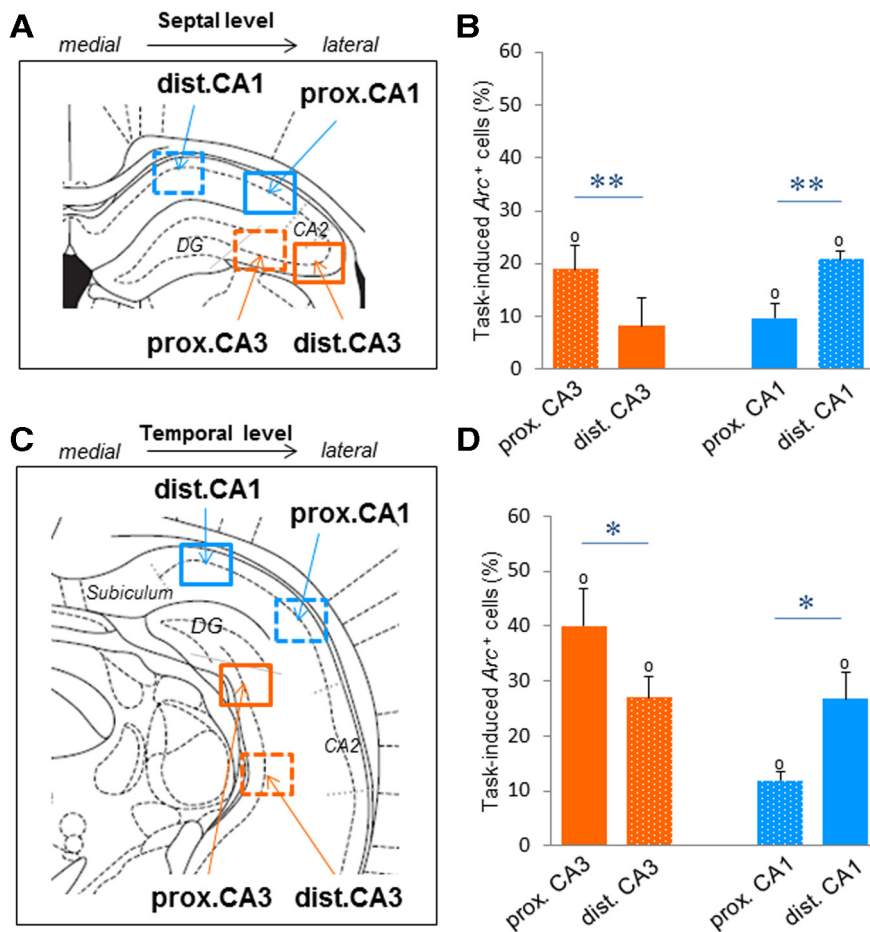 A
Septal level
medial
lateral
dist.CA1
prox.CA1
CA2
DG
prox.CA3
dist.CA3
B
Task-induced Arc+ cells (%)
60
50
40
30
20
10
0
**
**
o
o
o
prox. CA3
dist. CA3
prox. CA1
dist. CA1
C
Temporal level
medial
lateral
dist.CA1
prox.CA1
Subiculum
DG
CA2
prox.CA3
dist.CA3
D
Task-induced Arc+ cells (%)
60
50
40
30
20
10
0
*
*
o
o
o
o
prox. CA3
dist. CA3
prox. CA1
dist. CA1